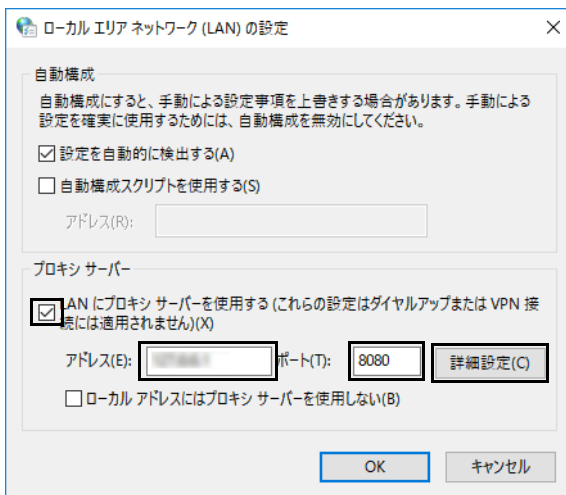 ローカル エリア ネットワーク (LAN) の設定
自動構成
自動構成にすると、手動による設定事項を上書きする場合があります。手動による
設定を確実に使用するためには、自動構成を無効にしてください。
設定を自動的に検出する(A)
自動構成スクリプトを使用する(S)
アドレス(R):
プロキシ サーバー
LAN にプロキシ サーバーを使用する (これらの設定はダイヤルアップまたは VPN 接
続には適用されません)(X)
アドレス(E): ポート(T): 8080 詳細設定(C)
ローカル アドレスにはプロキシ サーバーを使用しない(B)
OK キャンセル